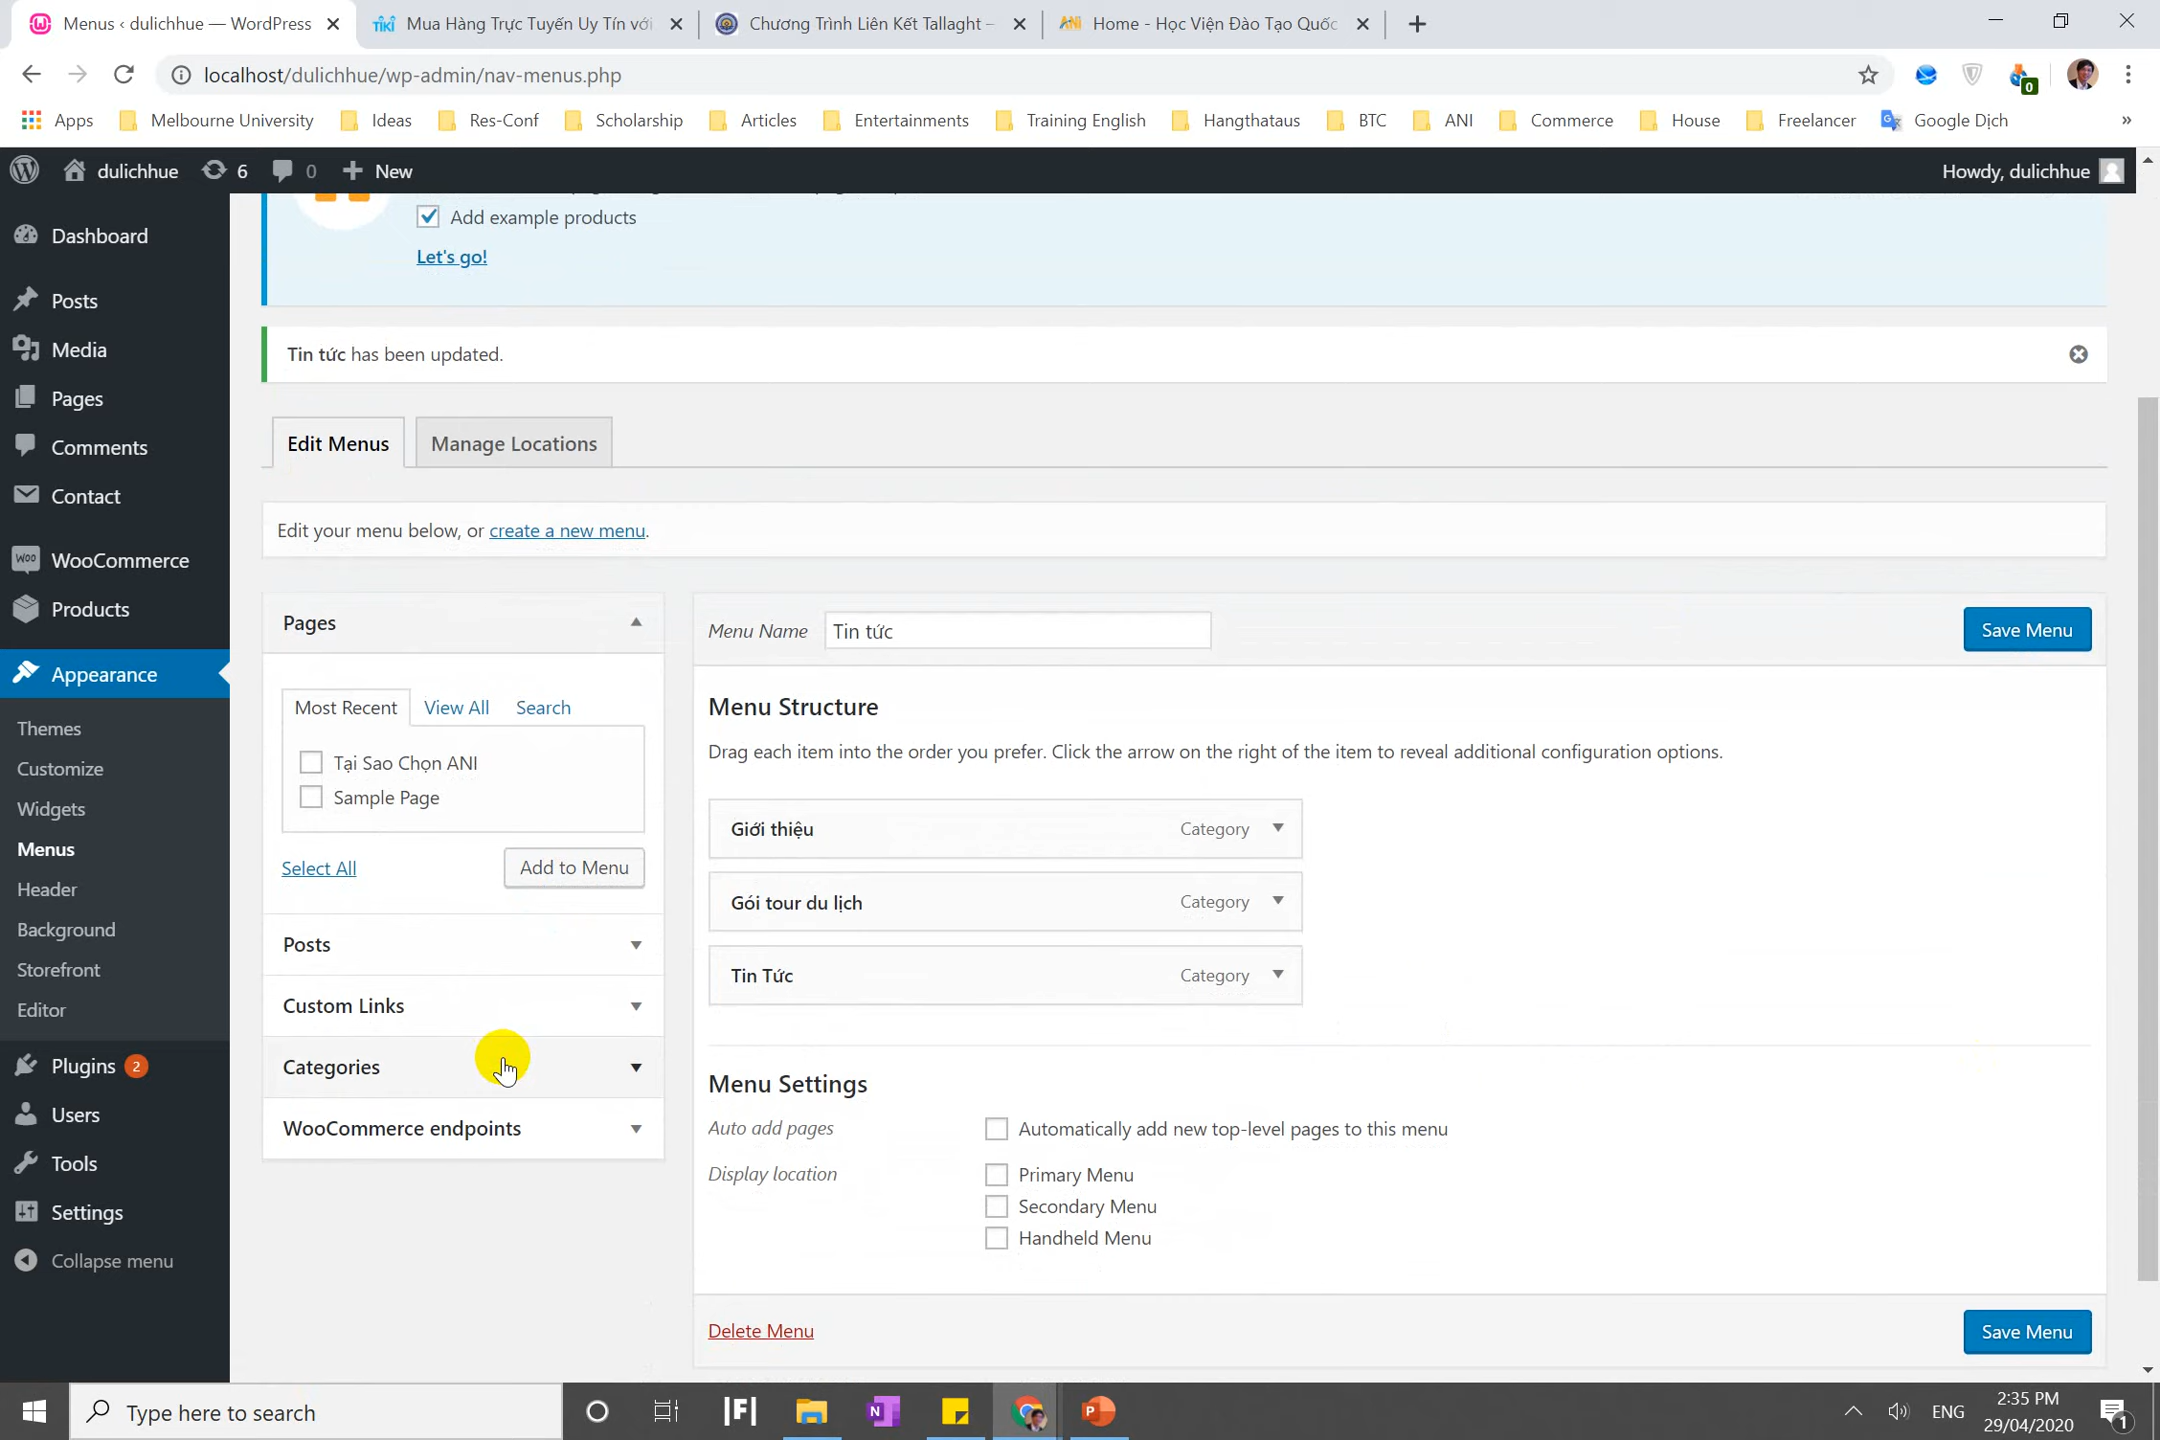 Menus ‹ dulichhue — WordPress
Mua Hàng Trực Tuyến Uy Tín với
Chương Trình Liên Kết Tallaght –
Home - Học Viện Đào Tạo Quốc
localhost/dulichhue/wp-admin/nav-menus.php
0
Apps
Melbourne University
Ideas
Res-Conf
Scholarship
Articles
Entertainments
Training English
Hangthataus
BTC
ANI
Commerce
House
Freelancer
Google Dịch
»
dulichhue
6
0
New
Howdy, dulichhue
Dashboard
Posts
Media
Pages
Comments
Contact
WooCommerce
Products
Appearance
Themes
Customize
Widgets
Menus
Header
Background
Storefront
Editor
Plugins 2
Users
Tools
Settings
Collapse menu
Add example products
Let's go!
Tin tức has been updated.
Edit Menus
Manage Locations
Edit your menu below, or create a new menu.
Pages
Most Recent
View All
Search
Tại Sao Chọn ANI
Sample Page
Select All
Add to Menu
Posts
Custom Links
Categories
WooCommerce endpoints
Menu Name
Tin tức
Save Menu
Menu Structure
Drag each item into the order you prefer. Click the arrow on the right of the item to reveal additional configuration options.
Giới thiệu Category
Gói tour du lịch Category
Tin Tức Category
Menu Settings
Auto add pages
Automatically add new top-level pages to this menu
Display location
Primary Menu
Secondary Menu
Handheld Menu
Delete Menu
Save Menu
Type here to search
ENG
2:35 PM
29/04/2020
1